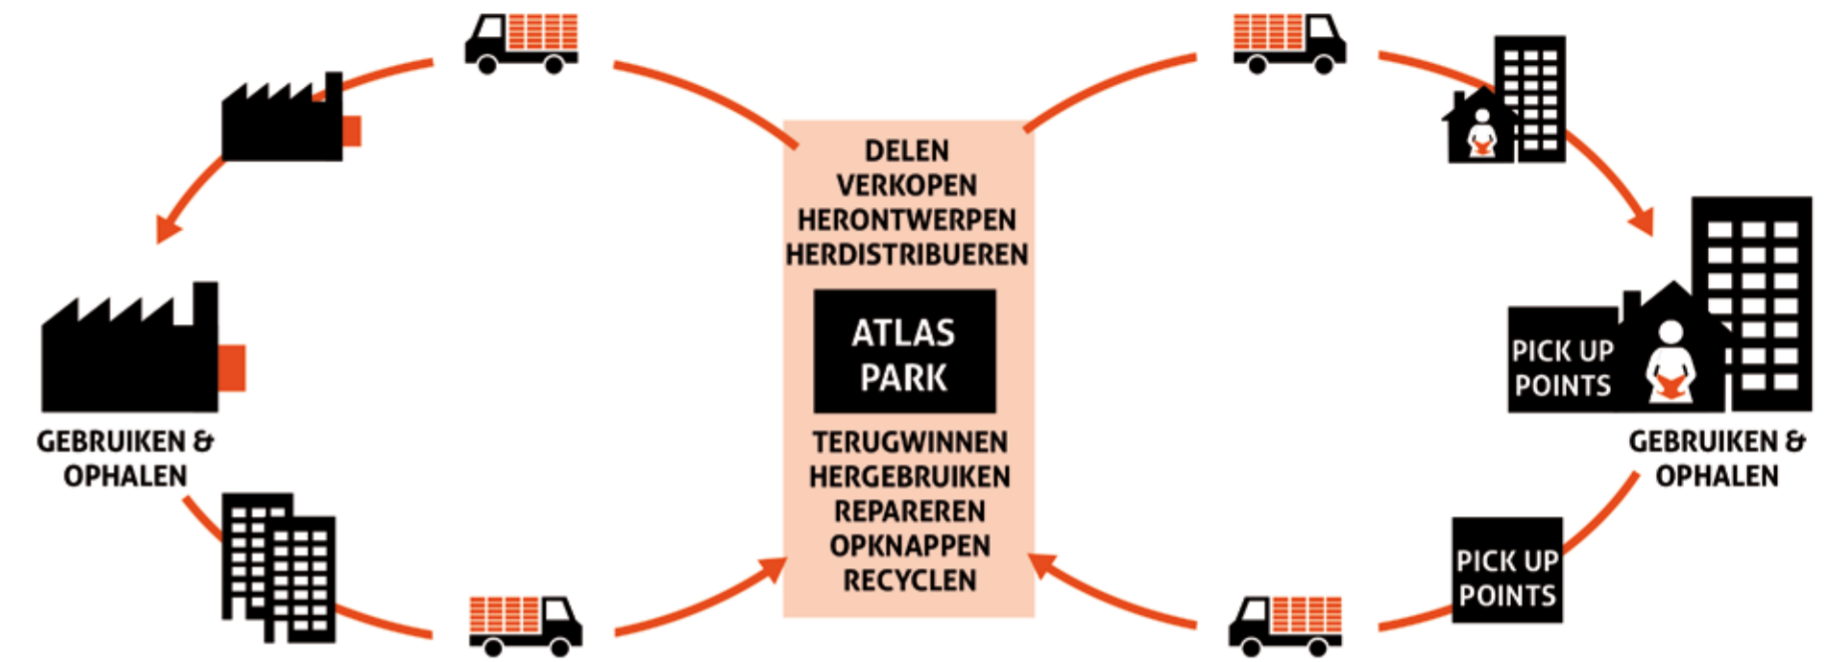 DELEN
VERKOPEN
HERONTWERPEN
HERDISTRIBUEREN
ATLAS
PARK
TERUGWINNEN
HERGEBRUIKEN
REPAREREN
OPKNAPPEN
RECYCLEN
GEBRUIKEN &
OPHALEN
PICK UP
POINTS
GEBRUIKEN &
OPHALEN
PICK UP
POINTS